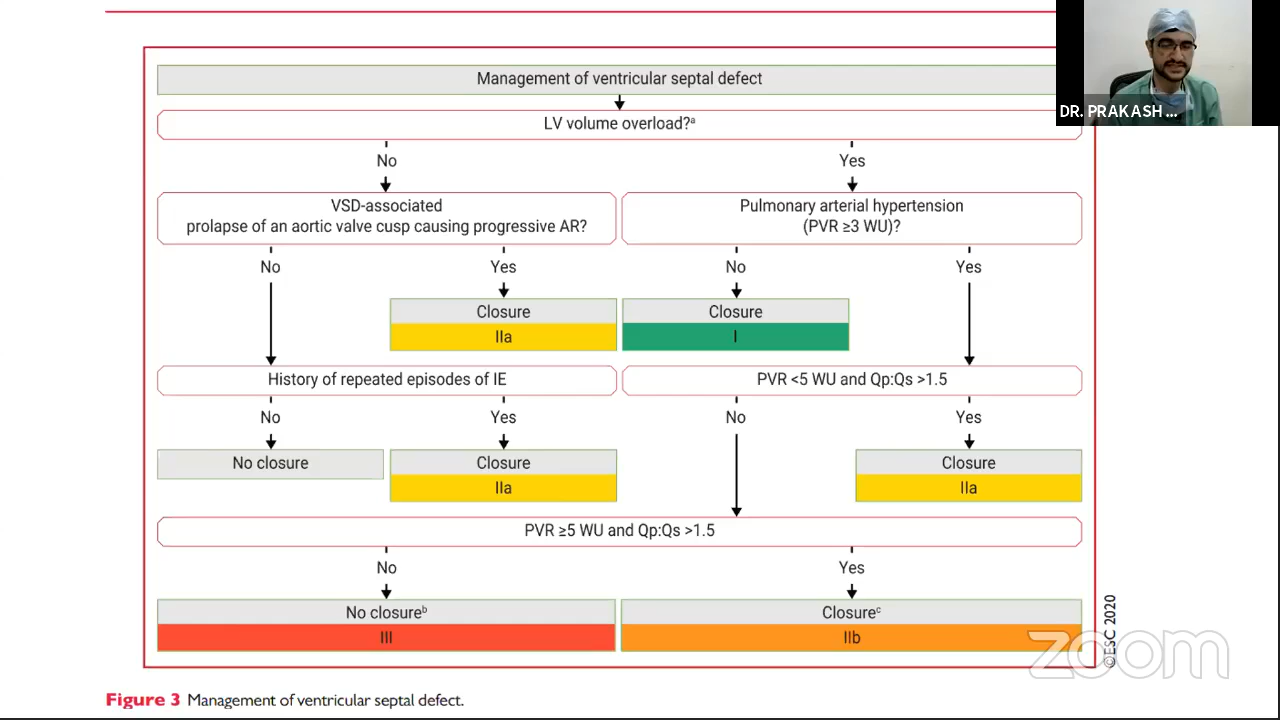 Management of ventricular septal defect
LV volume overload?ª
No
Yes
VSD-associated
prolapse of an aortic valve cusp causing progressive AR?
Pulmonary arterial hypertension
(PVR ≥3 WU)?
No
Yes
No
Yes
Closure
IIa
Closure
I
History of repeated episodes of IE
PVR <5 WU and Qp:Qs >1.5
No
Yes
No
Yes
No closure
Closure
IIa
Closure
IIa
PVR ≥5 WU and Qp:Qs >1.5
No
Yes
No closureᵇ
III
Closureᶜ
IIb
©ESC 2020
Figure 3 Management of ventricular septal defect.
DR. PRAKASH ...
zoom